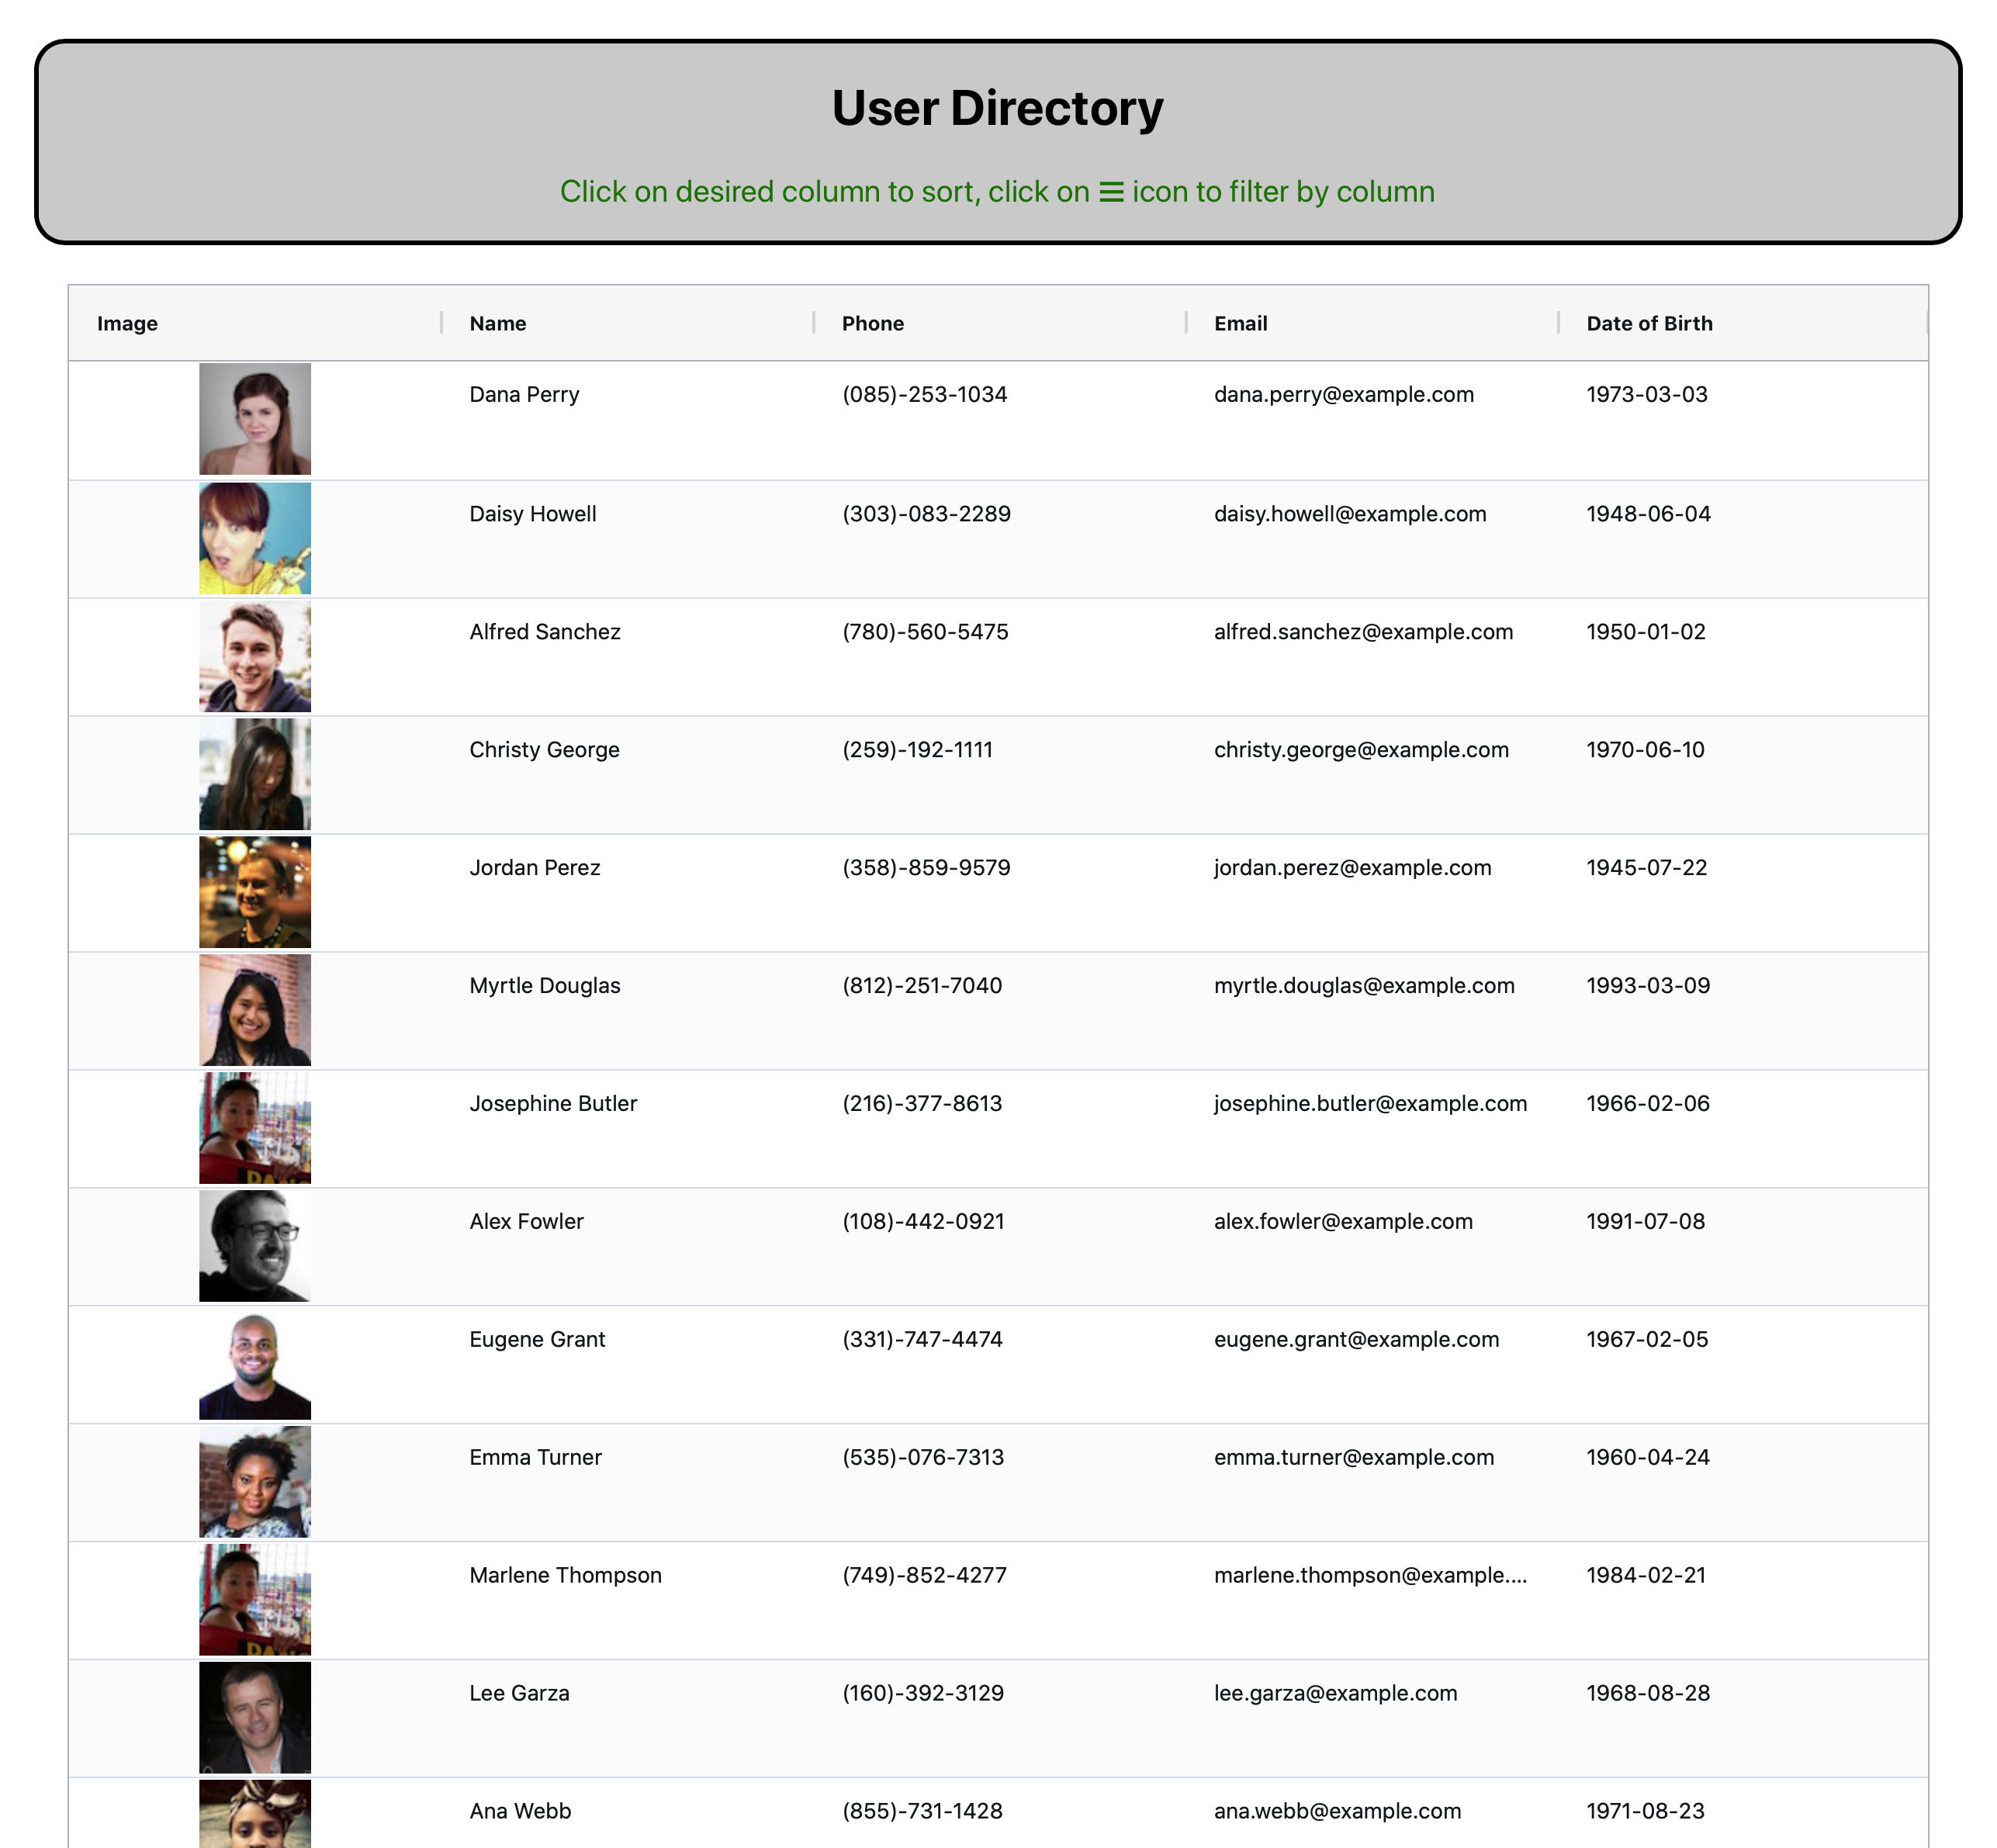 User Directory
Click on desired column to sort, click on ☰ icon to filter by column
Image Name Phone Email Date of Birth
Dana Perry (085)-253-1034 dana.perry@example.com 1973-03-03
Daisy Howell (303)-083-2289 daisy.howell@example.com 1948-06-04
Alfred Sanchez (780)-560-5475 alfred.sanchez@example.com 1950-01-02
Christy George (259)-192-1111 christy.george@example.com 1970-06-10
Jordan Perez (358)-859-9579 jordan.perez@example.com 1945-07-22
Myrtle Douglas (812)-251-7040 myrtle.douglas@example.com 1993-03-09
Josephine Butler (216)-377-8613 josephine.butler@example.com 1966-02-06
Alex Fowler (108)-442-0921 alex.fowler@example.com 1991-07-08
Eugene Grant (331)-747-4474 eugene.grant@example.com 1967-02-05
Emma Turner (535)-076-7313 emma.turner@example.com 1960-04-24
Marlene Thompson (749)-852-4277 marlene.thompson@example.... 1984-02-21
Lee Garza (160)-392-3129 lee.garza@example.com 1968-08-28
Ana Webb (855)-731-1428 ana.webb@example.com 1971-08-23